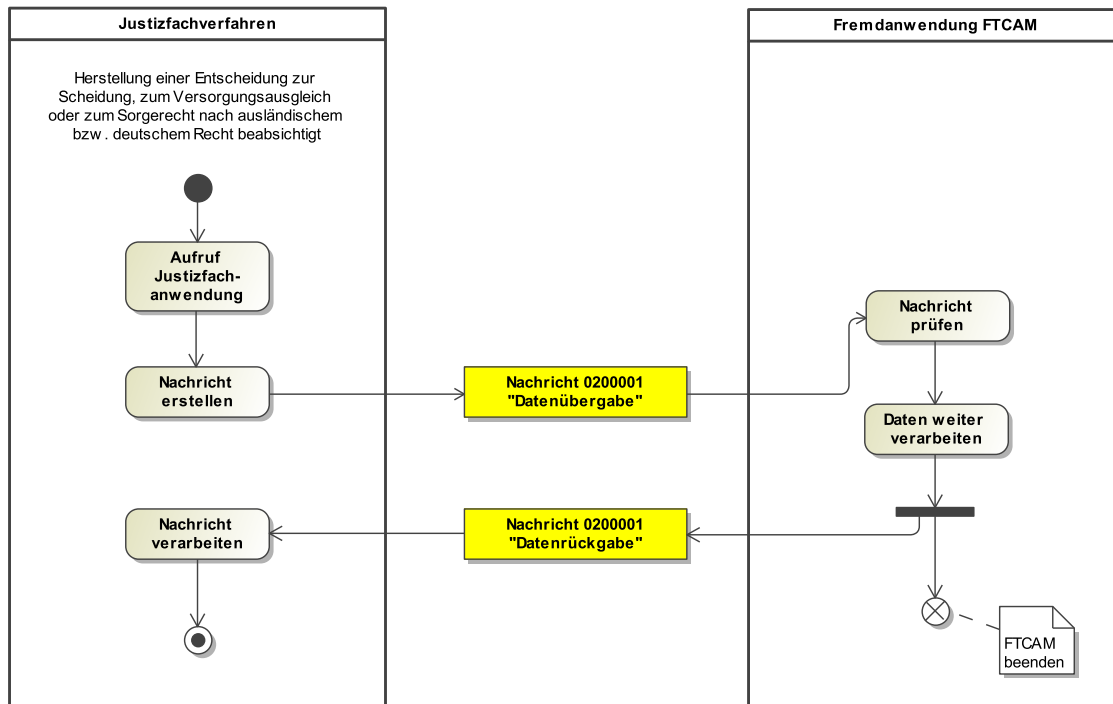 Justizfachverfahren
Fremdanwendung FTCAM
Herstellung einer Entscheidung zur
Scheidung, zum Versorgungsausgleich
oder zum Sorgerecht nach ausländischem
bzw. deutschem Recht beabsichtigt
Aufruf
Justizfach-
anwendung
Nachricht
erstellen
Nachricht 0200001
"Datenübergabe"
Nachricht
prüfen
Daten weiter
verarbeiten
Nachricht 0200001
"Datenrückgabe"
Nachricht
verarbeiten
FTCAM
beenden